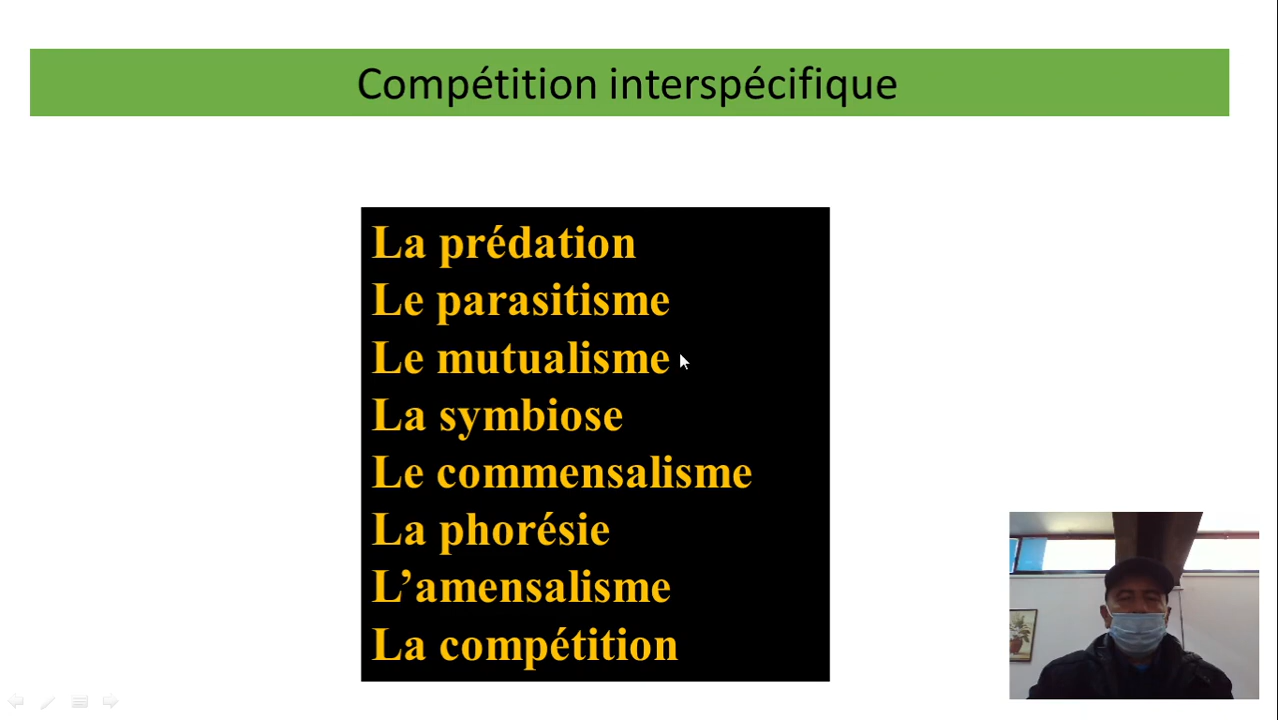 Compétition interspécifique
La prédation
Le parasitisme
Le mutualisme
La symbiose
Le commensalisme
La phorésie
L’amensalisme
La compétition